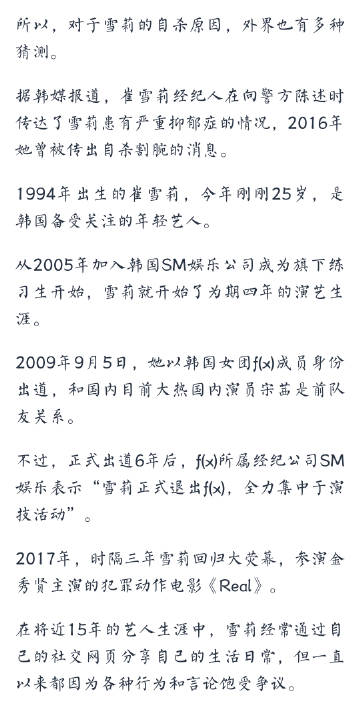 所以，对于雪莉的自杀原因，外界也有多种
猜测。
据韩媒报道，崔雪莉经纪人在向警方陈述时
传达了雪莉患有严重抑郁症的情况，2016年
她曾被传出自杀割腕的消息。
1994年出生的崔雪莉，今年刚刚25岁，是
韩国备受关注的年轻艺人。
从2005年加入韩国SM娱乐公司成为旗下练
习生开始，雪莉就开始了为期四年的演艺生
涯。
2009年9月5日，她以韩国女团f(x)成员身份
出道，和国内目前大热国内演员宋茜是前队
友关系。
不过，正式出道6年后，f(x)所属经纪公司SM
娱乐表示“雪莉正式退出f(x)，全力集中于演
技活动”。
2017年，时隔三年雪莉回归大荧幕，参演金
秀贤主演的犯罪动作电影《Real》。
在将近15年的艺人生涯中，雪莉经常通过自
己的社交网页分享自己的生活日常，但一直
以来都因为各种行为和言论饱受争议。